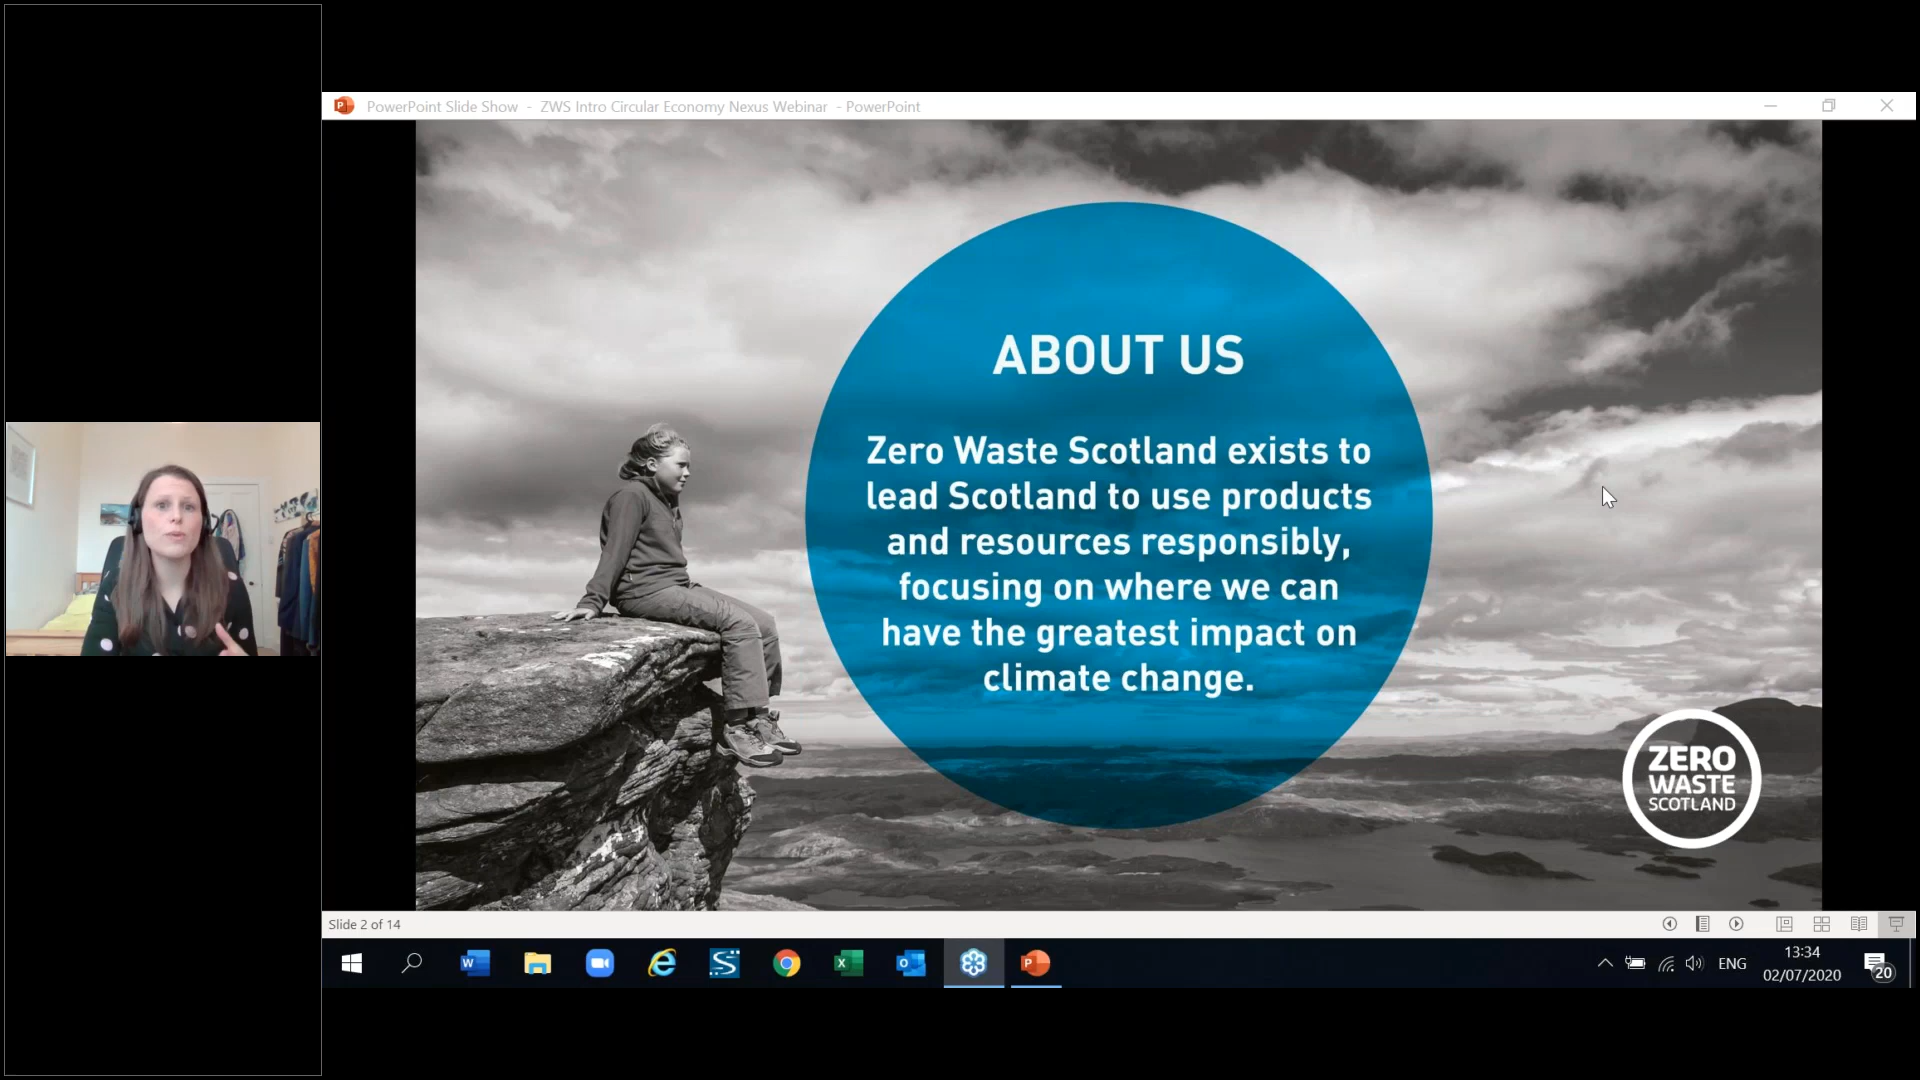 PowerPoint Slide Show - ZWS Intro Circular Economy Nexus Webinar - PowerPoint
ABOUT US
Zero Waste Scotland exists to
lead Scotland to use products
and resources responsibly,
focusing on where we can
have the greatest impact on
climate change.
ZERO
WASTE
SCOTLAND
Slide 2 of 14
ENG
13:34
02/07/2020
20